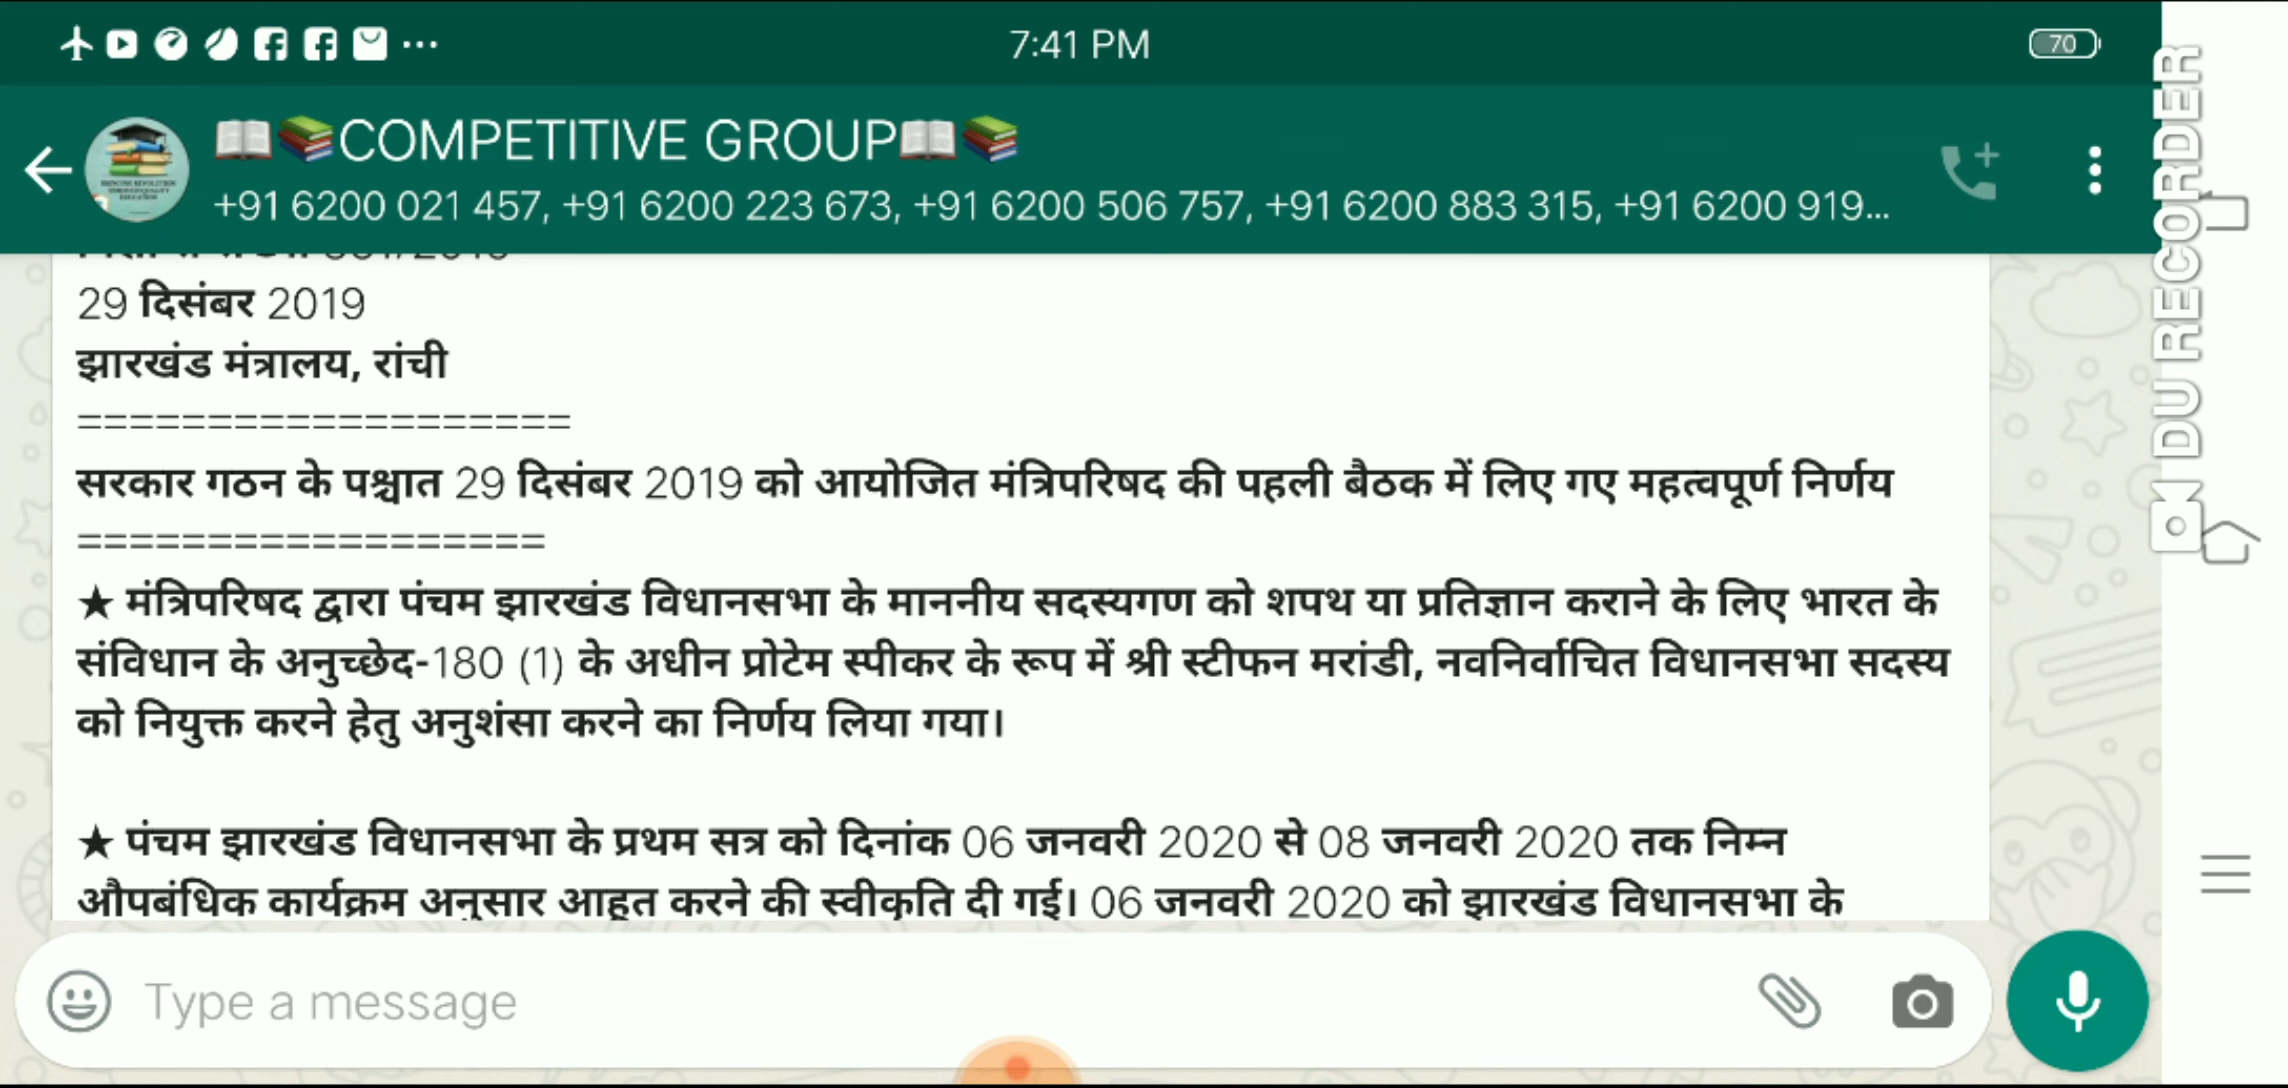 7:41 PM
70
COMPETITIVE GROUP
+91 6200 021 457, +91 6200 223 673, +91 6200 506 757, +91 6200 883 315, +91 6200 919...
29 दिसंबर 2019
झारखंड मंत्रालय, रांची
===================
सरकार गठन के पश्चात 29 दिसंबर 2019 को आयोजित मंत्रिपरिषद की पहली बैठक में लिए गए महत्वपूर्ण निर्णय
==================
★ मंत्रिपरिषद द्वारा पंचम झारखंड विधानसभा के माननीय सदस्यगण को शपथ या प्रतिज्ञान कराने के लिए भारत के
संविधान के अनुच्छेद-180 (1) के अधीन प्रोटेम स्पीकर के रूप में श्री स्टीफन मरांडी, नवनिर्वाचित विधानसभा सदस्य
को नियुक्त करने हेतु अनुशंसा करने का निर्णय लिया गया।
★ पंचम झारखंड विधानसभा के प्रथम सत्र को दिनांक 06 जनवरी 2020 से 08 जनवरी 2020 तक निम्न
औपबंधिक कार्यक्रम अनुसार आहूत करने की स्वीकृति दी गई। 06 जनवरी 2020 को झारखंड विधानसभा के
Type a message
DU RECORDER